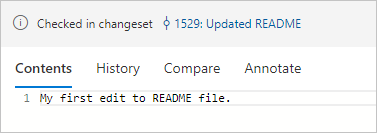 Checked in changeset 1529: Updated README
Contents History Compare Annotate
1 My first edit to README file.